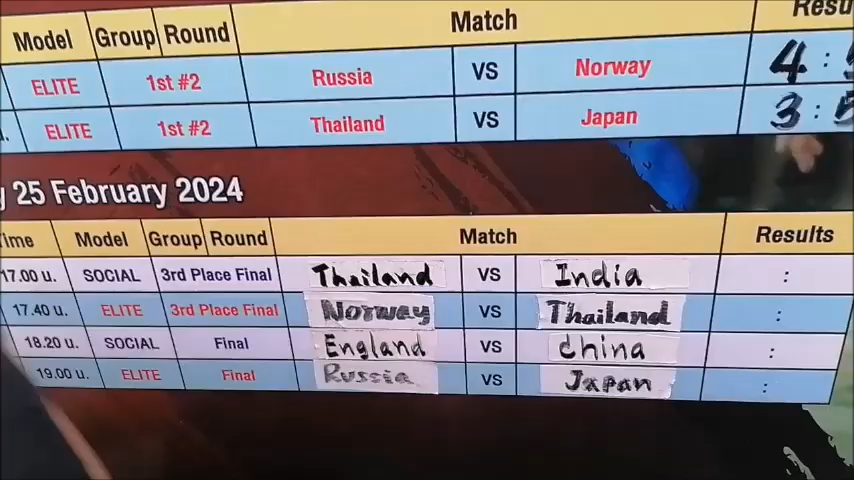 Model Group Round Match
ELITE 1st #2 Russia VS Norway 4 :
ELITE 1st #2 Thailand VS Japan 3 :
25 February 2024
Model Group Round Match Results
17.00 u. SOCIAL 3rd Place Final Thailand VS India :
17.40 u. ELITE 3rd Place Final Norway VS Thailand :
18.20 u. SOCIAL Final England VS China :
19.00 u. ELITE Final Russia VS Japan :